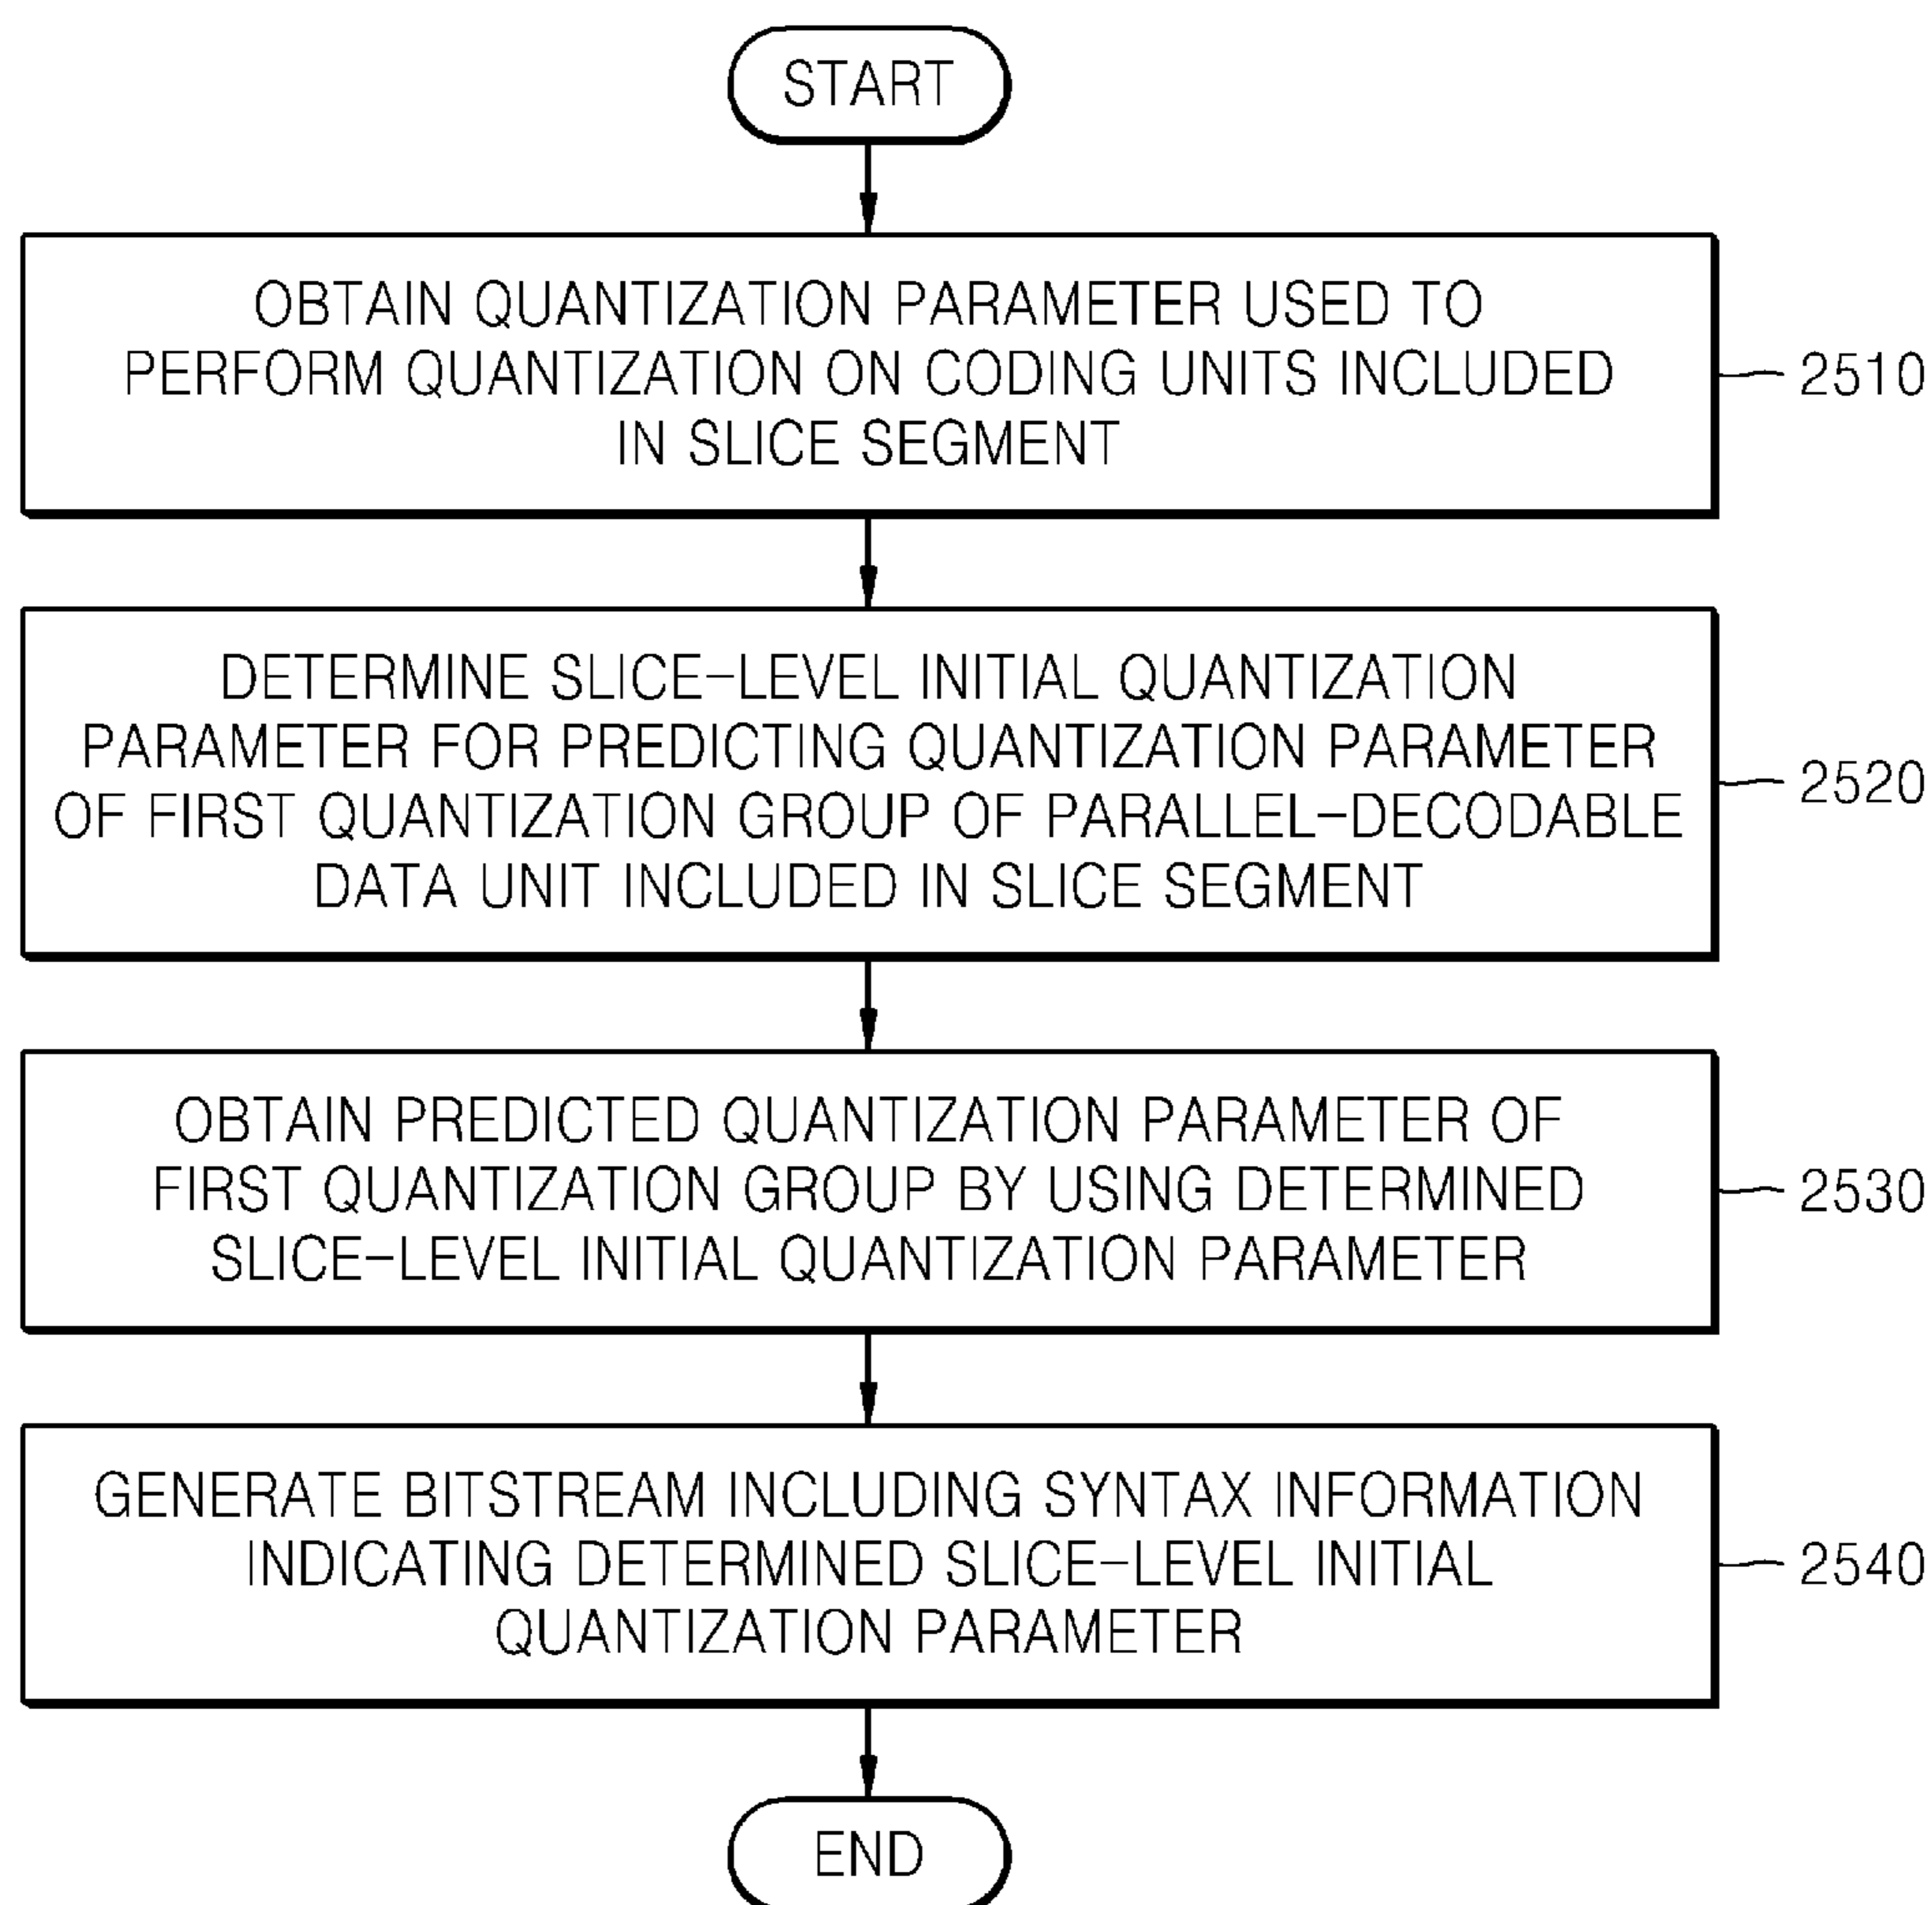 START
OBTAIN QUANTIZATION PARAMETER USED TO
PERFORM QUANTIZATION ON CODING UNITS INCLUDED
IN SLICE SEGMENT
2510
DETERMINE SLICE-LEVEL INITIAL QUANTIZATION
PARAMETER FOR PREDICTING QUANTIZATION PARAMETER
OF FIRST QUANTIZATION GROUP OF PARALLEL-DECODABLE
DATA UNIT INCLUDED IN SLICE SEGMENT
2520
OBTAIN PREDICTED QUANTIZATION PARAMETER OF
FIRST QUANTIZATION GROUP BY USING DETERMINED
SLICE-LEVEL INITIAL QUANTIZATION PARAMETER
2530
GENERATE BITSTREAM INCLUDING SYNTAX INFORMATION
INDICATING DETERMINED SLICE-LEVEL INITIAL
QUANTIZATION PARAMETER
2540
END